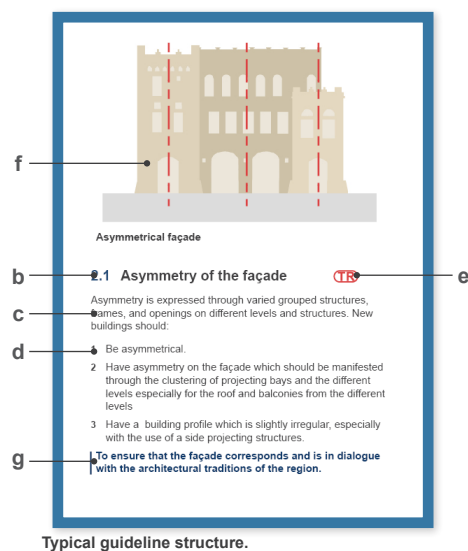 f
Asymmetrical façade
b
2.1 Asymmetry of the façade
TR
e
c
Asymmetry is expressed through varied grouped structures,
frames, and openings on different levels and structures. New
buildings should:
d
1 Be asymmetrical.
2 Have asymmetry on the façade which should be manifested
through the clustering of projecting bays and the different
levels especially for the roof and balconies from the different
levels
3 Have a building profile which is slightly irregular, especially
with the use of a side projecting structures.
g
To ensure that the façade corresponds and is in dialogue
with the architectural traditions of the region.
Typical guideline structure.